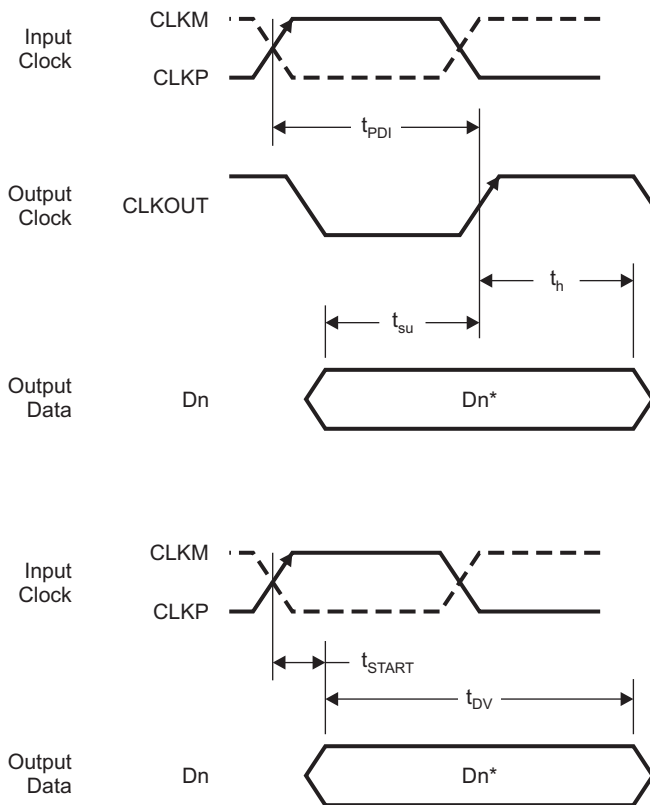 CLKM
Input
Clock
CLKP
tPDI
Output
Clock
CLKOUT
th
tsu
Output
Data
Dn
Dn*
CLKM
Input
Clock
CLKP
tSTART
tDV
Output
Data
Dn
Dn*